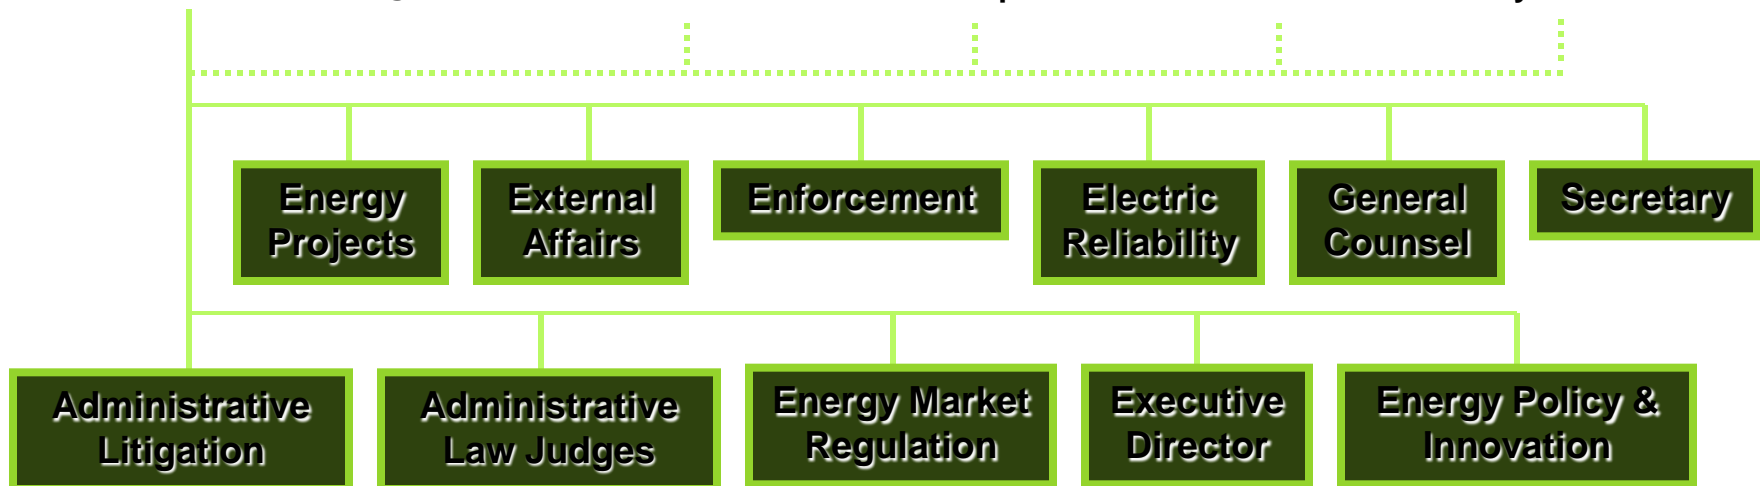 Energy
Projects
External
Affairs
Enforcement
Electric
Reliability
General
Counsel
Secretary
Administrative
Litigation
Administrative
Law Judges
Energy Market
Regulation
Executive
Director
Energy Policy &
Innovation